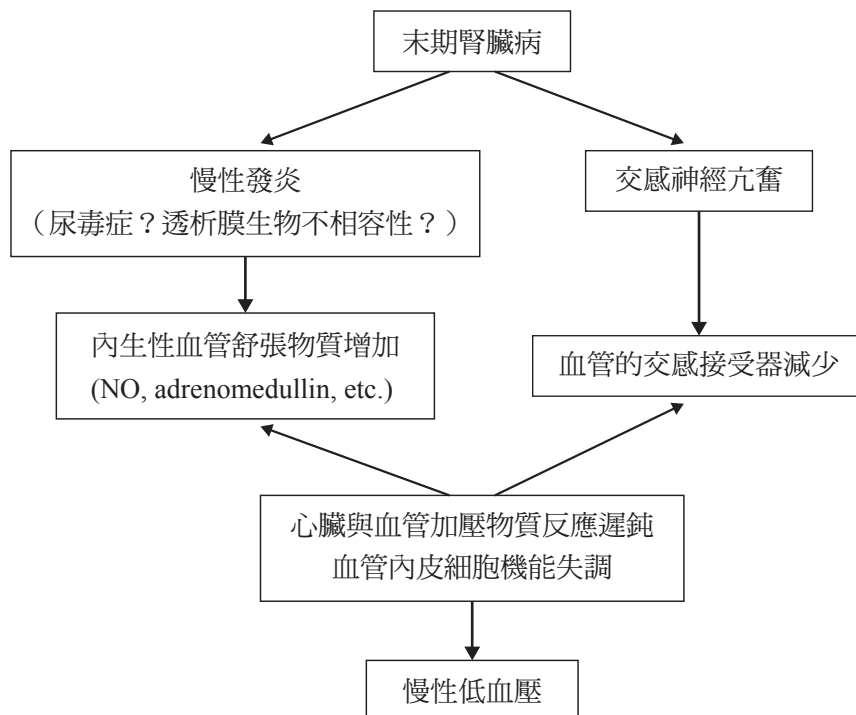 末期腎臟病
慢性發炎
（尿毒症？透析膜生物不相容性？）
交感神經亢奮
內生性血管舒張物質增加
(NO, adrenomedullin, etc.)
血管的交感接受器減少
心臟與血管加壓物質反應遲鈍
血管內皮細胞機能失調
慢性低血壓